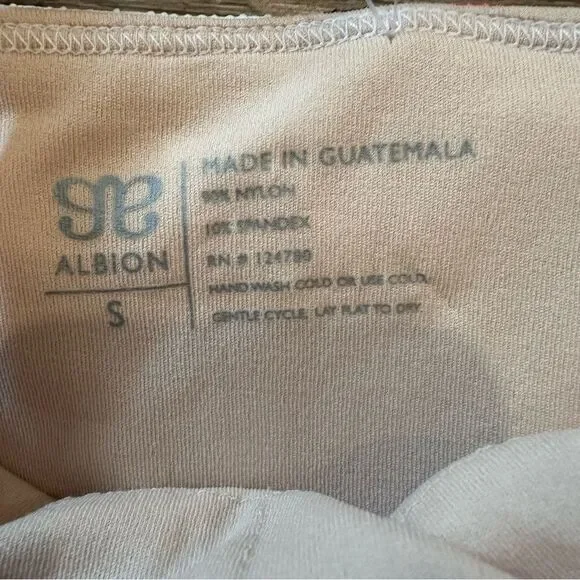 ALBION
S
MADE IN GUATEMALA
90% NYLON
10% SPANDEX
RN # 124780
HAND WASH COLD OR USE COLD,
GENTLE CYCLE, LAY FLAT TO DRY.